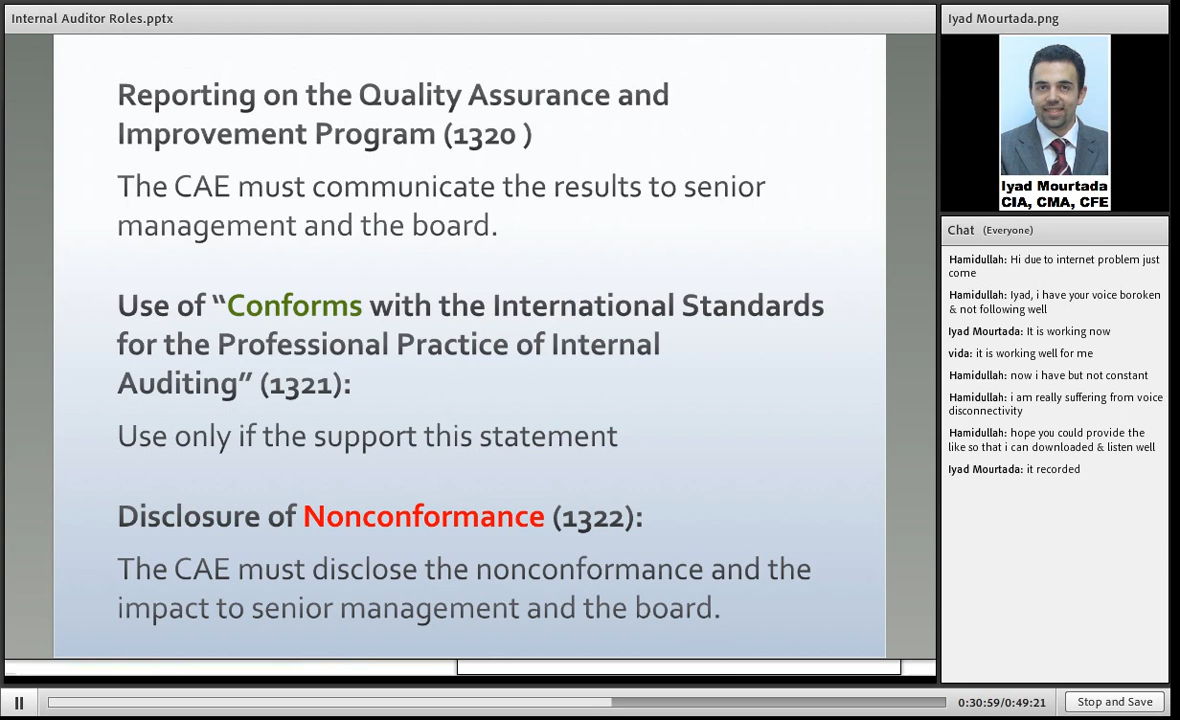 Internal Auditor Roles.pptx
Reporting on the Quality Assurance and
Improvement Program (1320 )
The CAE must communicate the results to senior
management and the board.
Use of “Conforms with the International Standards
for the Professional Practice of Internal
Auditing” (1321):
Use only if the support this statement
Disclosure of Nonconformance (1322):
The CAE must disclose the nonconformance and the
impact to senior management and the board.
Iyad Mourtada.png
Iyad Mourtada
CIA, CMA, CFE
Chat (Everyone)
Hamidullah: Hi due to internet problem just
come
Hamidullah: Iyad, i have your voice boroken
& not following well
Iyad Mourtada: It is working now
vida: it is working well for me
Hamidullah: now i have but not constant
Hamidullah: i am really suffering from voice
disconnectivity
Hamidullah: hope you could provide the
like so that i can downloaded & listen well
Iyad Mourtada: it recorded
0:30:59/0:49:21
Stop and Save